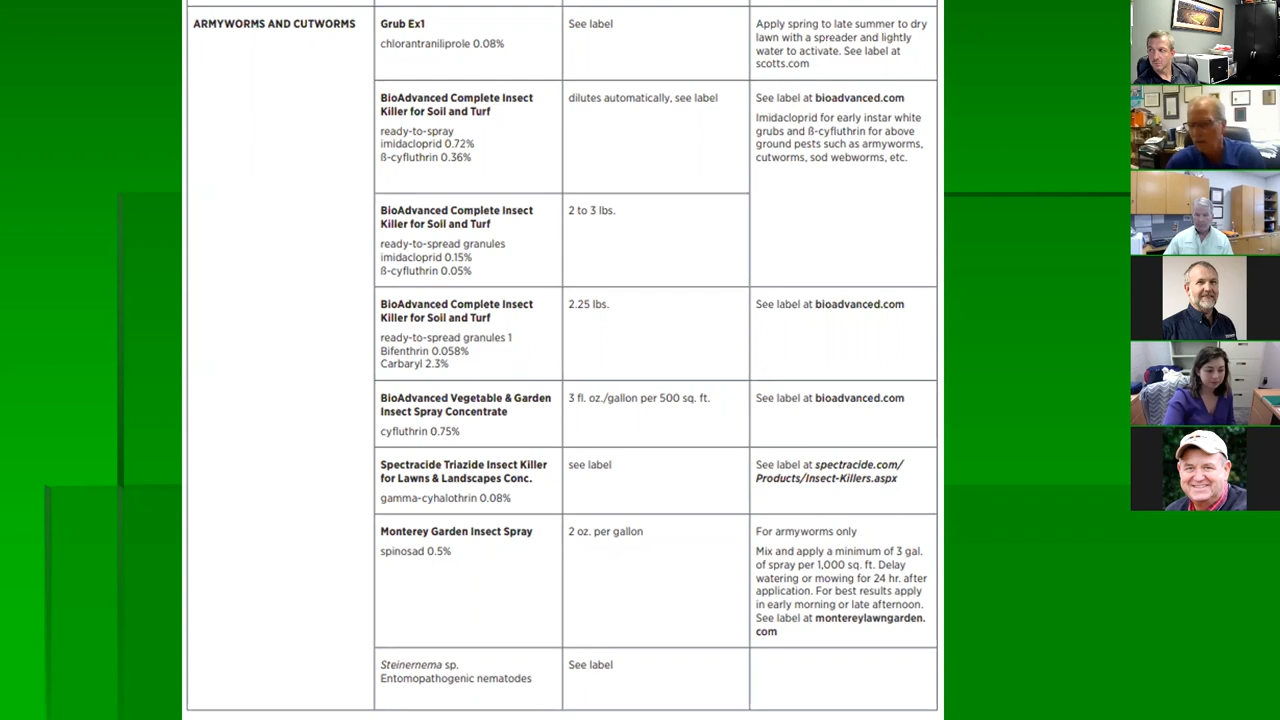 ARMYWORMS AND CUTWORMS
Grub Ex1
chlorantraniliprole 0.08%
See label
Apply spring to late summer to dry
lawn with a spreader and lightly
water to activate. See label at
scotts.com
BioAdvanced Complete Insect
Killer for Soil and Turf
ready-to-spray
imidacloprid 0.72%
ß-cyfluthrin 0.36%
dilutes automatically, see label
See label at bioadvanced.com
Imidacloprid for early instar white
grubs and ß-cyfluthrin for above
ground pests such as armyworms,
cutworms, sod webworms, etc.
BioAdvanced Complete Insect
Killer for Soil and Turf
ready-to-spread granules
imidacloprid 0.15%
ß-cyfluthrin 0.05%
2 to 3 lbs.
BioAdvanced Complete Insect
Killer for Soil and Turf
ready-to-spread granules 1
Bifenthrin 0.058%
Carbaryl 2.3%
2.25 lbs.
See label at bioadvanced.com
BioAdvanced Vegetable & Garden
Insect Spray Concentrate
cyfluthrin 0.75%
3 fl. oz./gallon per 500 sq. ft.
See label at bioadvanced.com
Spectracide Triazide Insect Killer
for Lawns & Landscapes Conc.
gamma-cyhalothrin 0.08%
see label
See label at spectracide.com/
Products/Insect-Killers.aspx
Monterey Garden Insect Spray
spinosad 0.5%
2 oz. per gallon
For armyworms only
Mix and apply a minimum of 3 gal.
of spray per 1,000 sq. ft. Delay
watering or mowing for 24 hr. after
application. For best results apply
in early morning or late afternoon.
See label at montereylawngarden.
com
Steinernema sp.
Entomopathogenic nematodes
See label